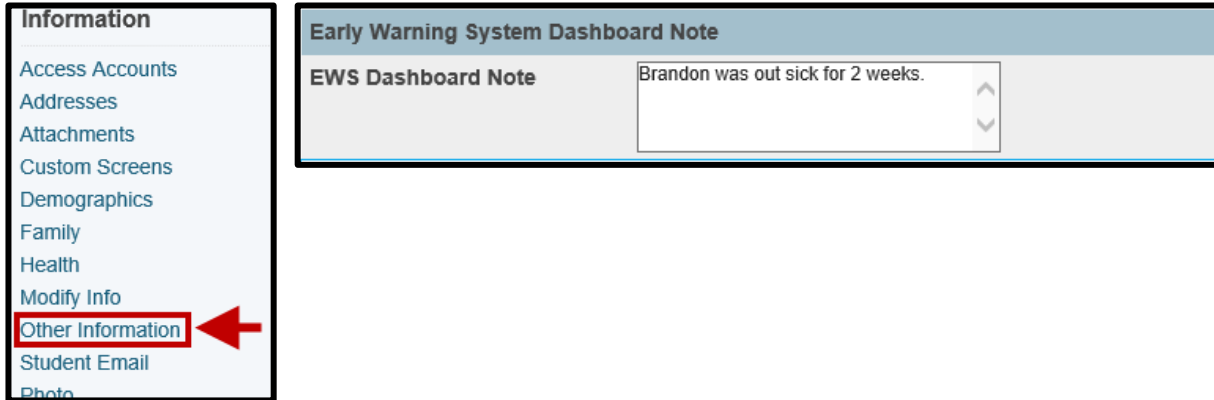 Information
Access Accounts
Addresses
Attachments
Custom Screens
Demographics
Family
Health
Modify Info
Other Information
Student Email
Photo
Early Warning System Dashboard Note
EWS Dashboard Note
Brandon was out sick for 2 weeks.